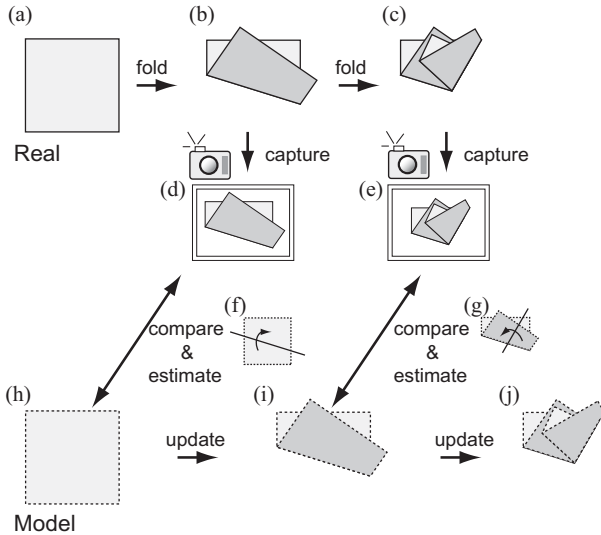 (a)
(b)
(c)
fold
fold
Real
capture
capture
(d)
(e)
(f)
(g)
compare
&
estimate
compare
&
estimate
(h)
(i)
(j)
update
update
Model